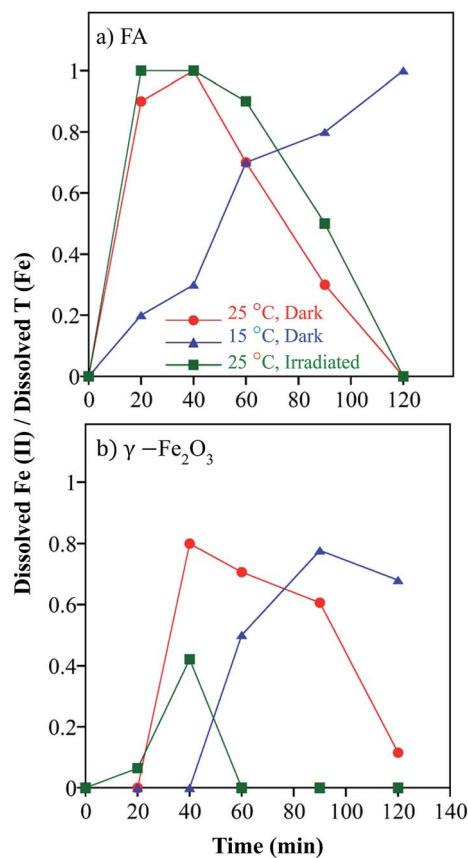 a) FA
1
0.8
0.6
0.4
0.2
0
25 °C, Dark
15 °C, Dark
25 °C, Irradiated
0 20 40 60 80 100 120
Dissolved Fe (II) / Dissolved T (Fe)
b) γ −Fe₂O₃
1
0.8
0.6
0.4
0.2
0
0 20 40 60 80 100 120 140
Time (min)